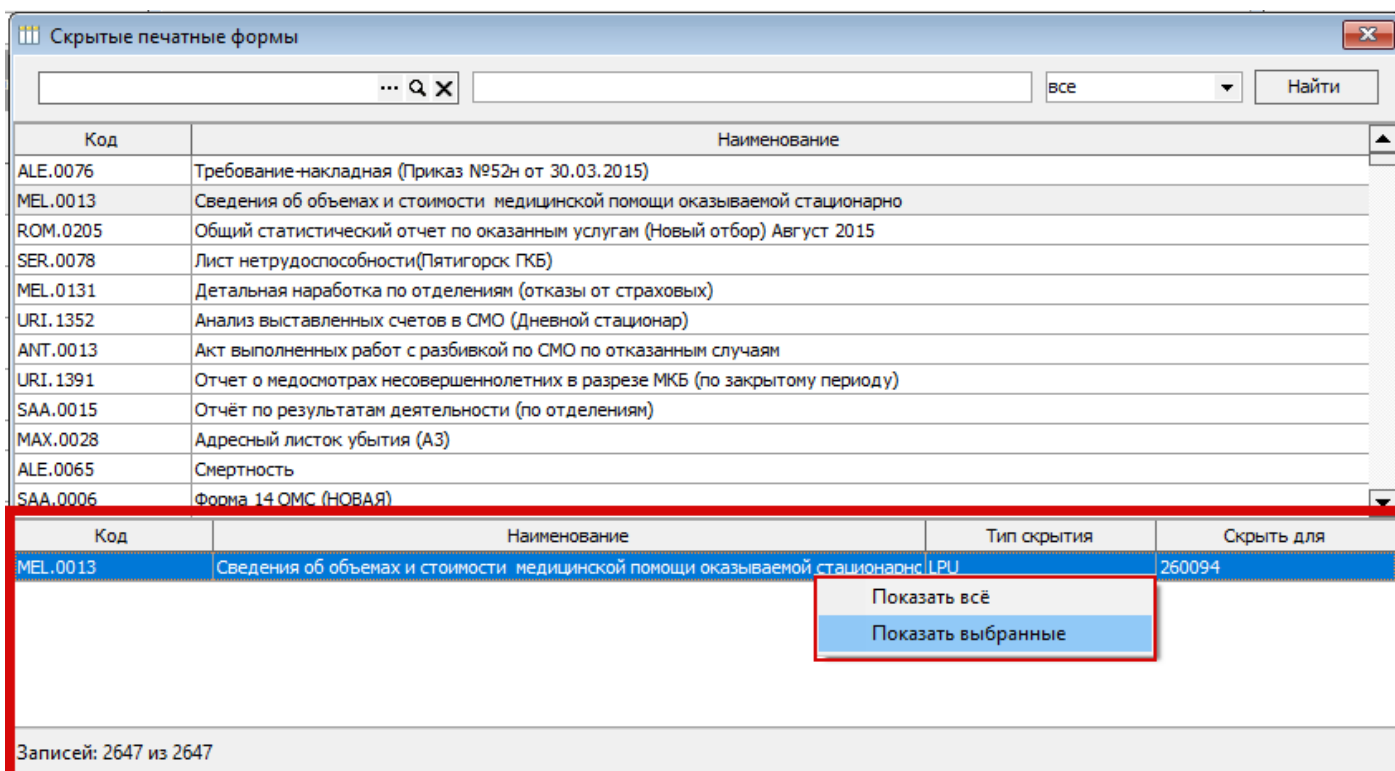 Скрытые печатные формы
все Найти
Код Наименование
ALE.0076 Требование-накладная (Приказ №52н от 30.03.2015)
MEL.0013 Сведения об объемах и стоимости медицинской помощи оказываемой стационарно
ROM.0205 Общий статистический отчет по оказанным услугам (Новый отбор) Август 2015
SER.0078 Лист нетрудоспособности(Пятигорск ГКБ)
MEL.0131 Детальная наработка по отделениям (отказы от страховых)
URI.1352 Анализ выставленных счетов в СМО (Дневной стационар)
ANT.0013 Акт выполненных работ с разбивкой по СМО по отказанным случаям
URI.1391 Отчет о медосмотрах несовершеннолетних в разрезе МКБ (по закрытому периоду)
SAA.0015 Отчёт по результатам деятельности (по отделениям)
MAX.0028 Адресный листок убытия (А3)
ALE.0065 Смертность
SAA.0006 Форма 14 ОМС (НОВАЯ)
Код Наименование Тип скрытия Скрыть для
MEL.0013 Сведения об объемах и стоимости медицинской помощи оказываемой стационарно LPU 260094
Показать всё
Показать выбранные
Записей: 2647 из 2647